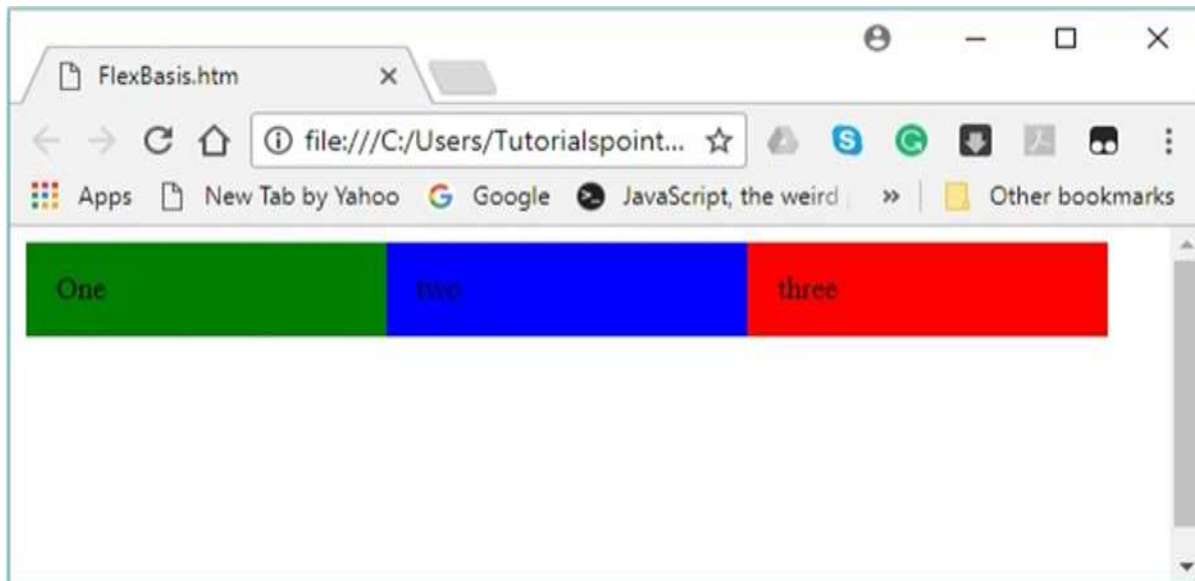 FlexBasis.htm
file:///C:/Users/Tutorialspoint...
Apps New Tab by Yahoo Google JavaScript, the weird » Other bookmarks
One two three